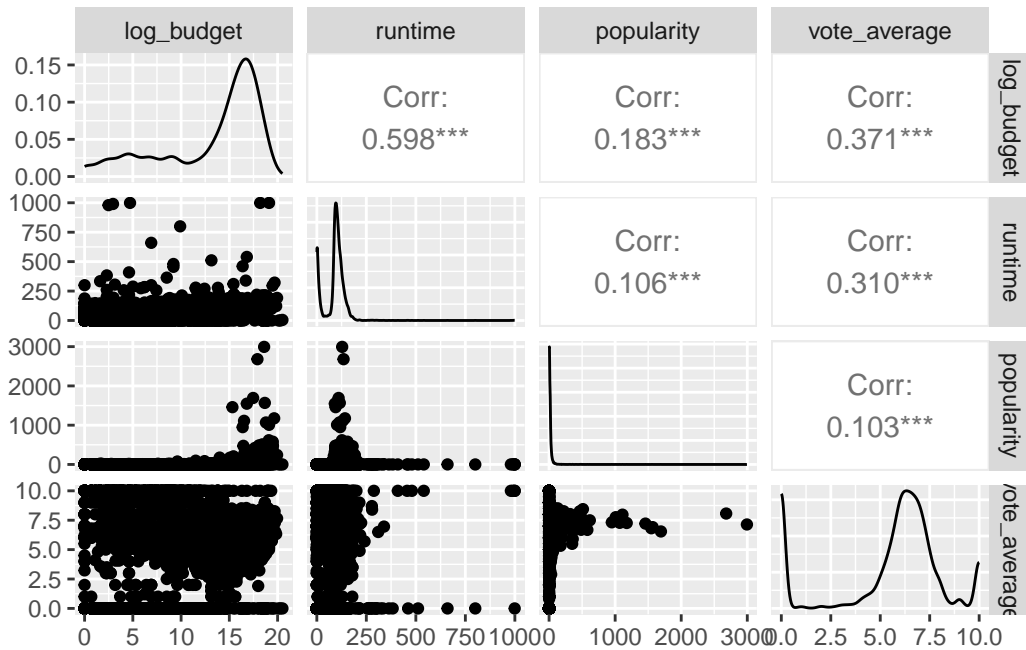 log_budget runtime popularity vote_average
0.15
0.10
0.05
0.00
Corr:
0.598***
Corr:
0.183***
Corr:
0.371***
log_budget
1000
750
500
250
0
Corr:
0.106***
Corr:
0.310***
runtime
3000
2000
1000
0
Corr:
0.103***
popularity
10.0
7.5
5.0
2.5
0.0
vote_average
0 5 10 15 20 0 250 500 750 1000 0 1000 2000 3000 0.0 2.5 5.0 7.5 10.0